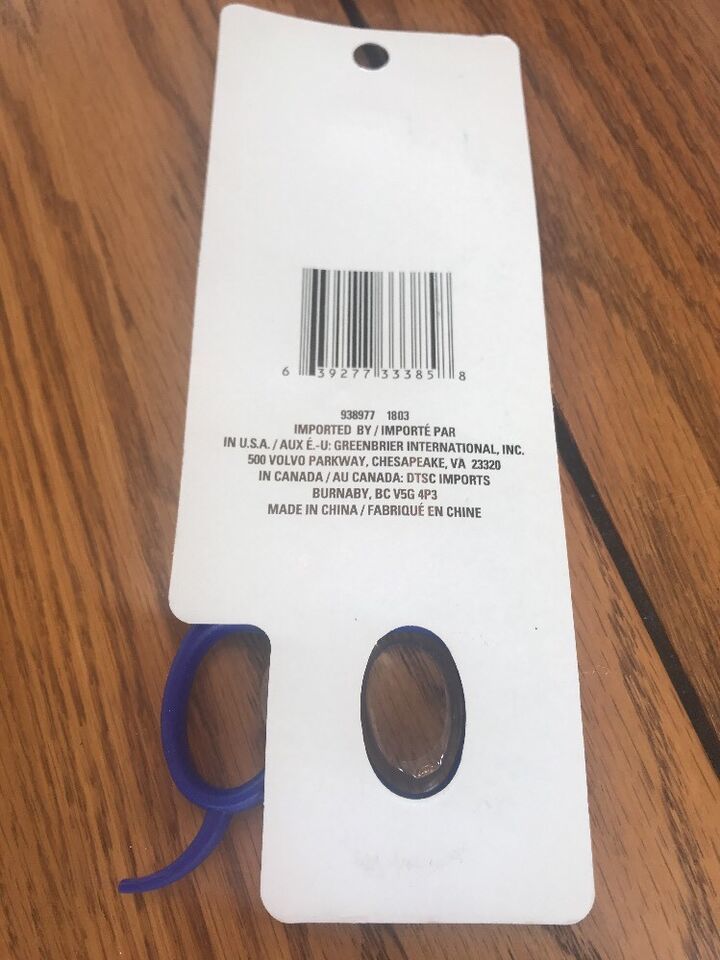 6 39277 33385 8
938977 1803
IMPORTED BY / IMPORTÉ PAR
IN U.S.A. / AUX É.-U: GREENBRIER INTERNATIONAL, INC.
500 VOLVO PARKWAY, CHESAPEAKE, VA 23320
IN CANADA / AU CANADA: DTSC IMPORTS
BURNABY, BC V5G 4P3
MADE IN CHINA / FABRIQUÉ EN CHINE